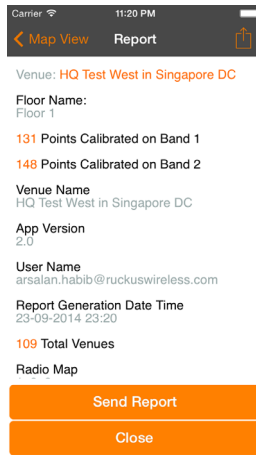 Carrier 11:20 PM
Map View Report
Venue: HQ Test West in Singapore DC
Floor Name:
Floor 1
131 Points Calibrated on Band 1
148 Points Calibrated on Band 2
Venue Name
HQ Test West in Singapore DC
App Version
2.0
User Name
arsalan.habib@ruckuswireless.com
Report Generation Date Time
23-09-2014 23:20
109 Total Venues
Radio Map
Send Report
Close